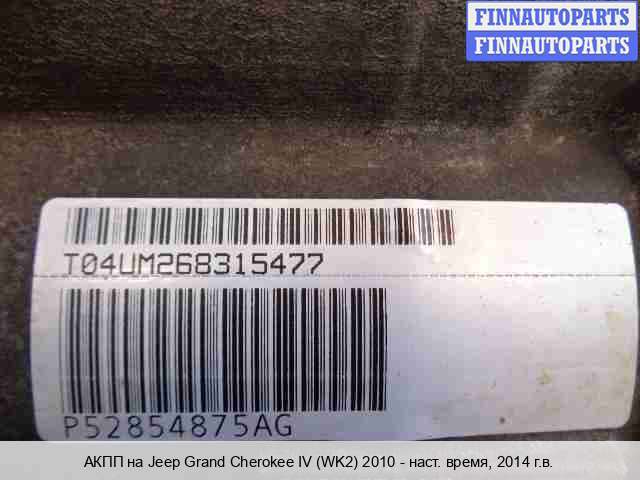 FINNAUTOPARTS
FINNAUTOPARTS
T04UM268315477
P52854875AG
АКПП на Jeep Grand Cherokee IV (WK2) 2010 - наст. время, 2014 г.в.